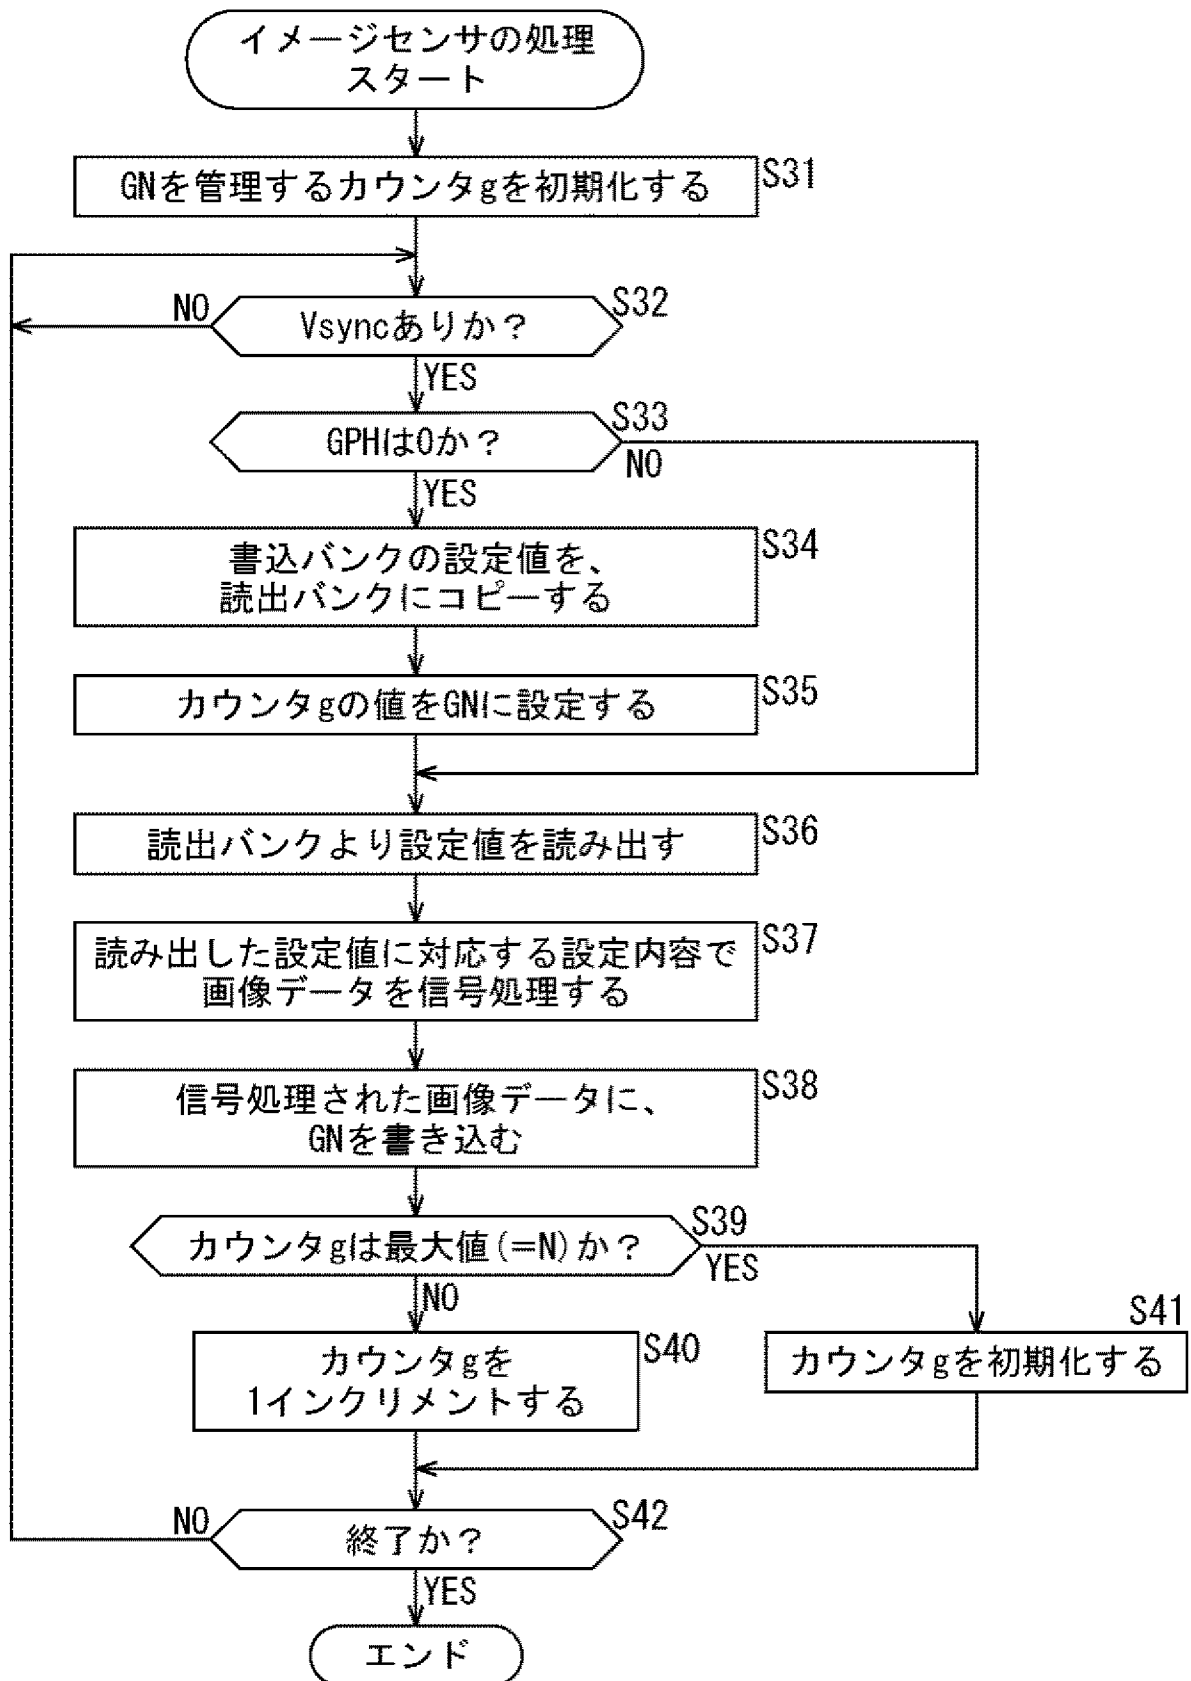 イメージセンサの処理
スタート
GNを管理するカウンタgを初期化する
S31
NO
Vsyncありか？
S32
YES
GPHは0か？
S33
NO
YES
書込バンクの設定値を、
読出バンクにコピーする
S34
カウンタgの値をGNに設定する
S35
読出バンクより設定値を読み出す
S36
読み出した設定値に対応する設定内容で
画像データを信号処理する
S37
信号処理された画像データに、
GNを書き込む
S38
カウンタgは最大値(=N)か？
S39
YES
NO
カウンタgを
1インクリメントする
S40
S41
カウンタgを初期化する
NO
終了か？
S42
YES
エンド